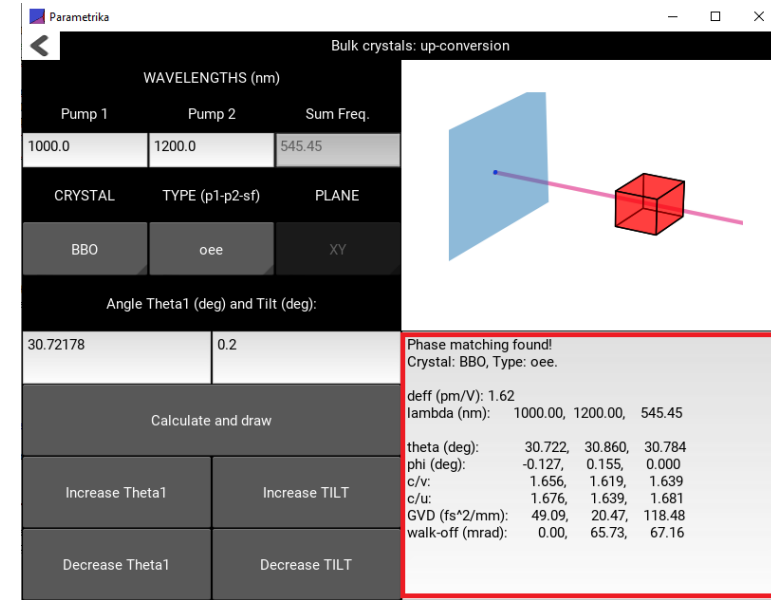 Parametrika
Bulk crystals: up-conversion
WAVELENGTHS (nm)
Pump 1 Pump 2 Sum Freq.
1000.0 1200.0 545.45
CRYSTAL TYPE (p1-p2-sf) PLANE
BBO oee XY
Angle Theta1 (deg) and Tilt (deg):
30.72178 0.2
Calculate and draw
Increase Theta1 Increase TILT
Decrease Theta1 Decrease TILT
Phase matching found!
Crystal: BBO, Type: oee.
deff (pm/V): 1.62
lambda (nm): 1000.00, 1200.00, 545.45
theta (deg): 30.722, 30.860, 30.784
phi (deg): -0.127, 0.155, 0.000
c/v: 1.656, 1.619, 1.639
c/u: 1.676, 1.639, 1.681
GVD (fs^2/mm): 49.09, 20.47, 118.48
walk-off (mrad): 0.00, 65.73, 67.16